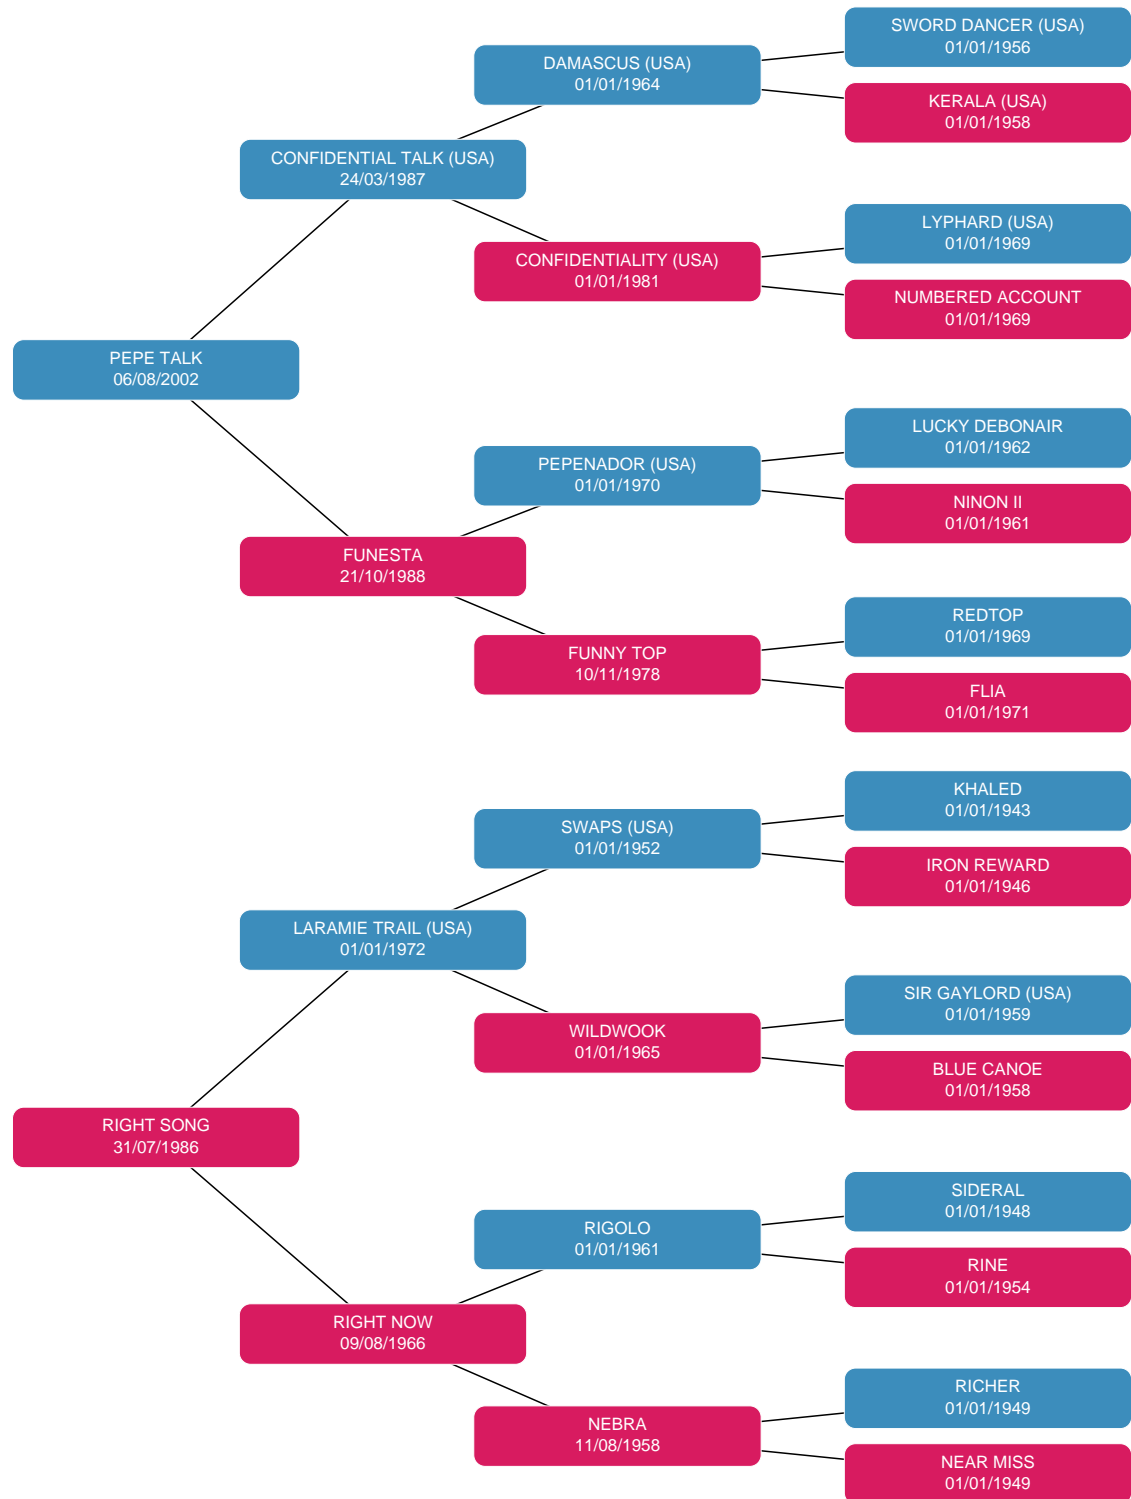 SWORD DANCER (USA)
01/01/1956
DAMASCUS (USA)
01/01/1964
KERALA (USA)
01/01/1958
CONFIDENTIAL TALK (USA)
24/03/1987
LYPHARD (USA)
01/01/1969
CONFIDENTIALITY (USA)
01/01/1981
NUMBERED ACCOUNT
01/01/1969
PEPE TALK
06/08/2002
LUCKY DEBONAIR
01/01/1962
PEPENADOR (USA)
01/01/1970
NINON II
01/01/1961
FUNESTA
21/10/1988
REDTOP
01/01/1969
FUNNY TOP
10/11/1978
FLIA
01/01/1971
KHALED
01/01/1943
SWAPS (USA)
01/01/1952
IRON REWARD
01/01/1946
LARAMIE TRAIL (USA)
01/01/1972
SIR GAYLORD (USA)
01/01/1959
WILDWOOK
01/01/1965
BLUE CANOE
01/01/1958
RIGHT SONG
31/07/1986
SIDERAL
01/01/1948
RIGOLO
01/01/1961
RINE
01/01/1954
RIGHT NOW
09/08/1966
RICHER
01/01/1949
NEBRA
11/08/1958
NEAR MISS
01/01/1949